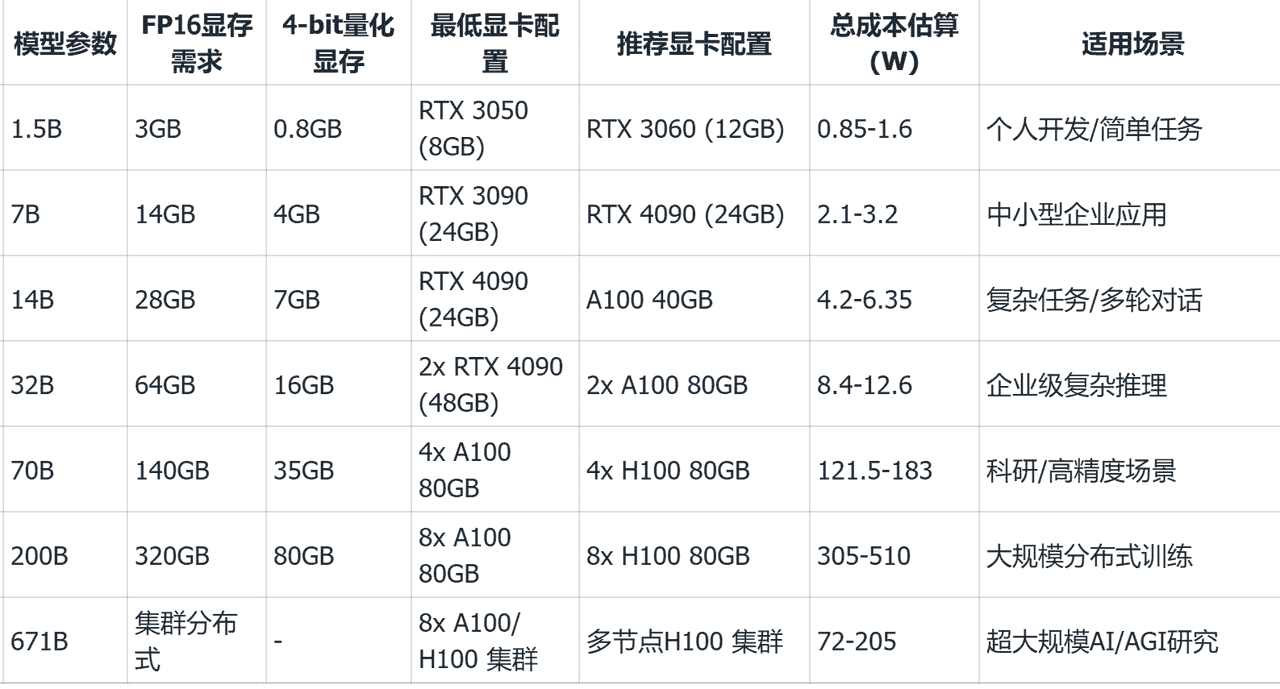 模型参数 FP16显存需求 4-bit量化显存 最低显卡配置 推荐显卡配置 总成本估算(W) 适用场景
1.5B 3GB 0.8GB RTX 3050 (8GB) RTX 3060 (12GB) 0.85-1.6 个人开发/简单任务
7B 14GB 4GB RTX 3090 (24GB) RTX 4090 (24GB) 2.1-3.2 中小型企业应用
14B 28GB 7GB RTX 4090 (24GB) A100 40GB 4.2-6.35 复杂任务/多轮对话
32B 64GB 16GB 2x RTX 4090 (48GB) 2x A100 80GB 8.4-12.6 企业级复杂推理
70B 140GB 35GB 4x A100 80GB 4x H100 80GB 121.5-183 科研/高精度场景
200B 320GB 80GB 8x A100 80GB 8x H100 80GB 305-510 大规模分布式训练
671B 集群分布式 - 8x A100/ H100 集群 多节点H100 集群 72-205 超大规模AI/AGI研究